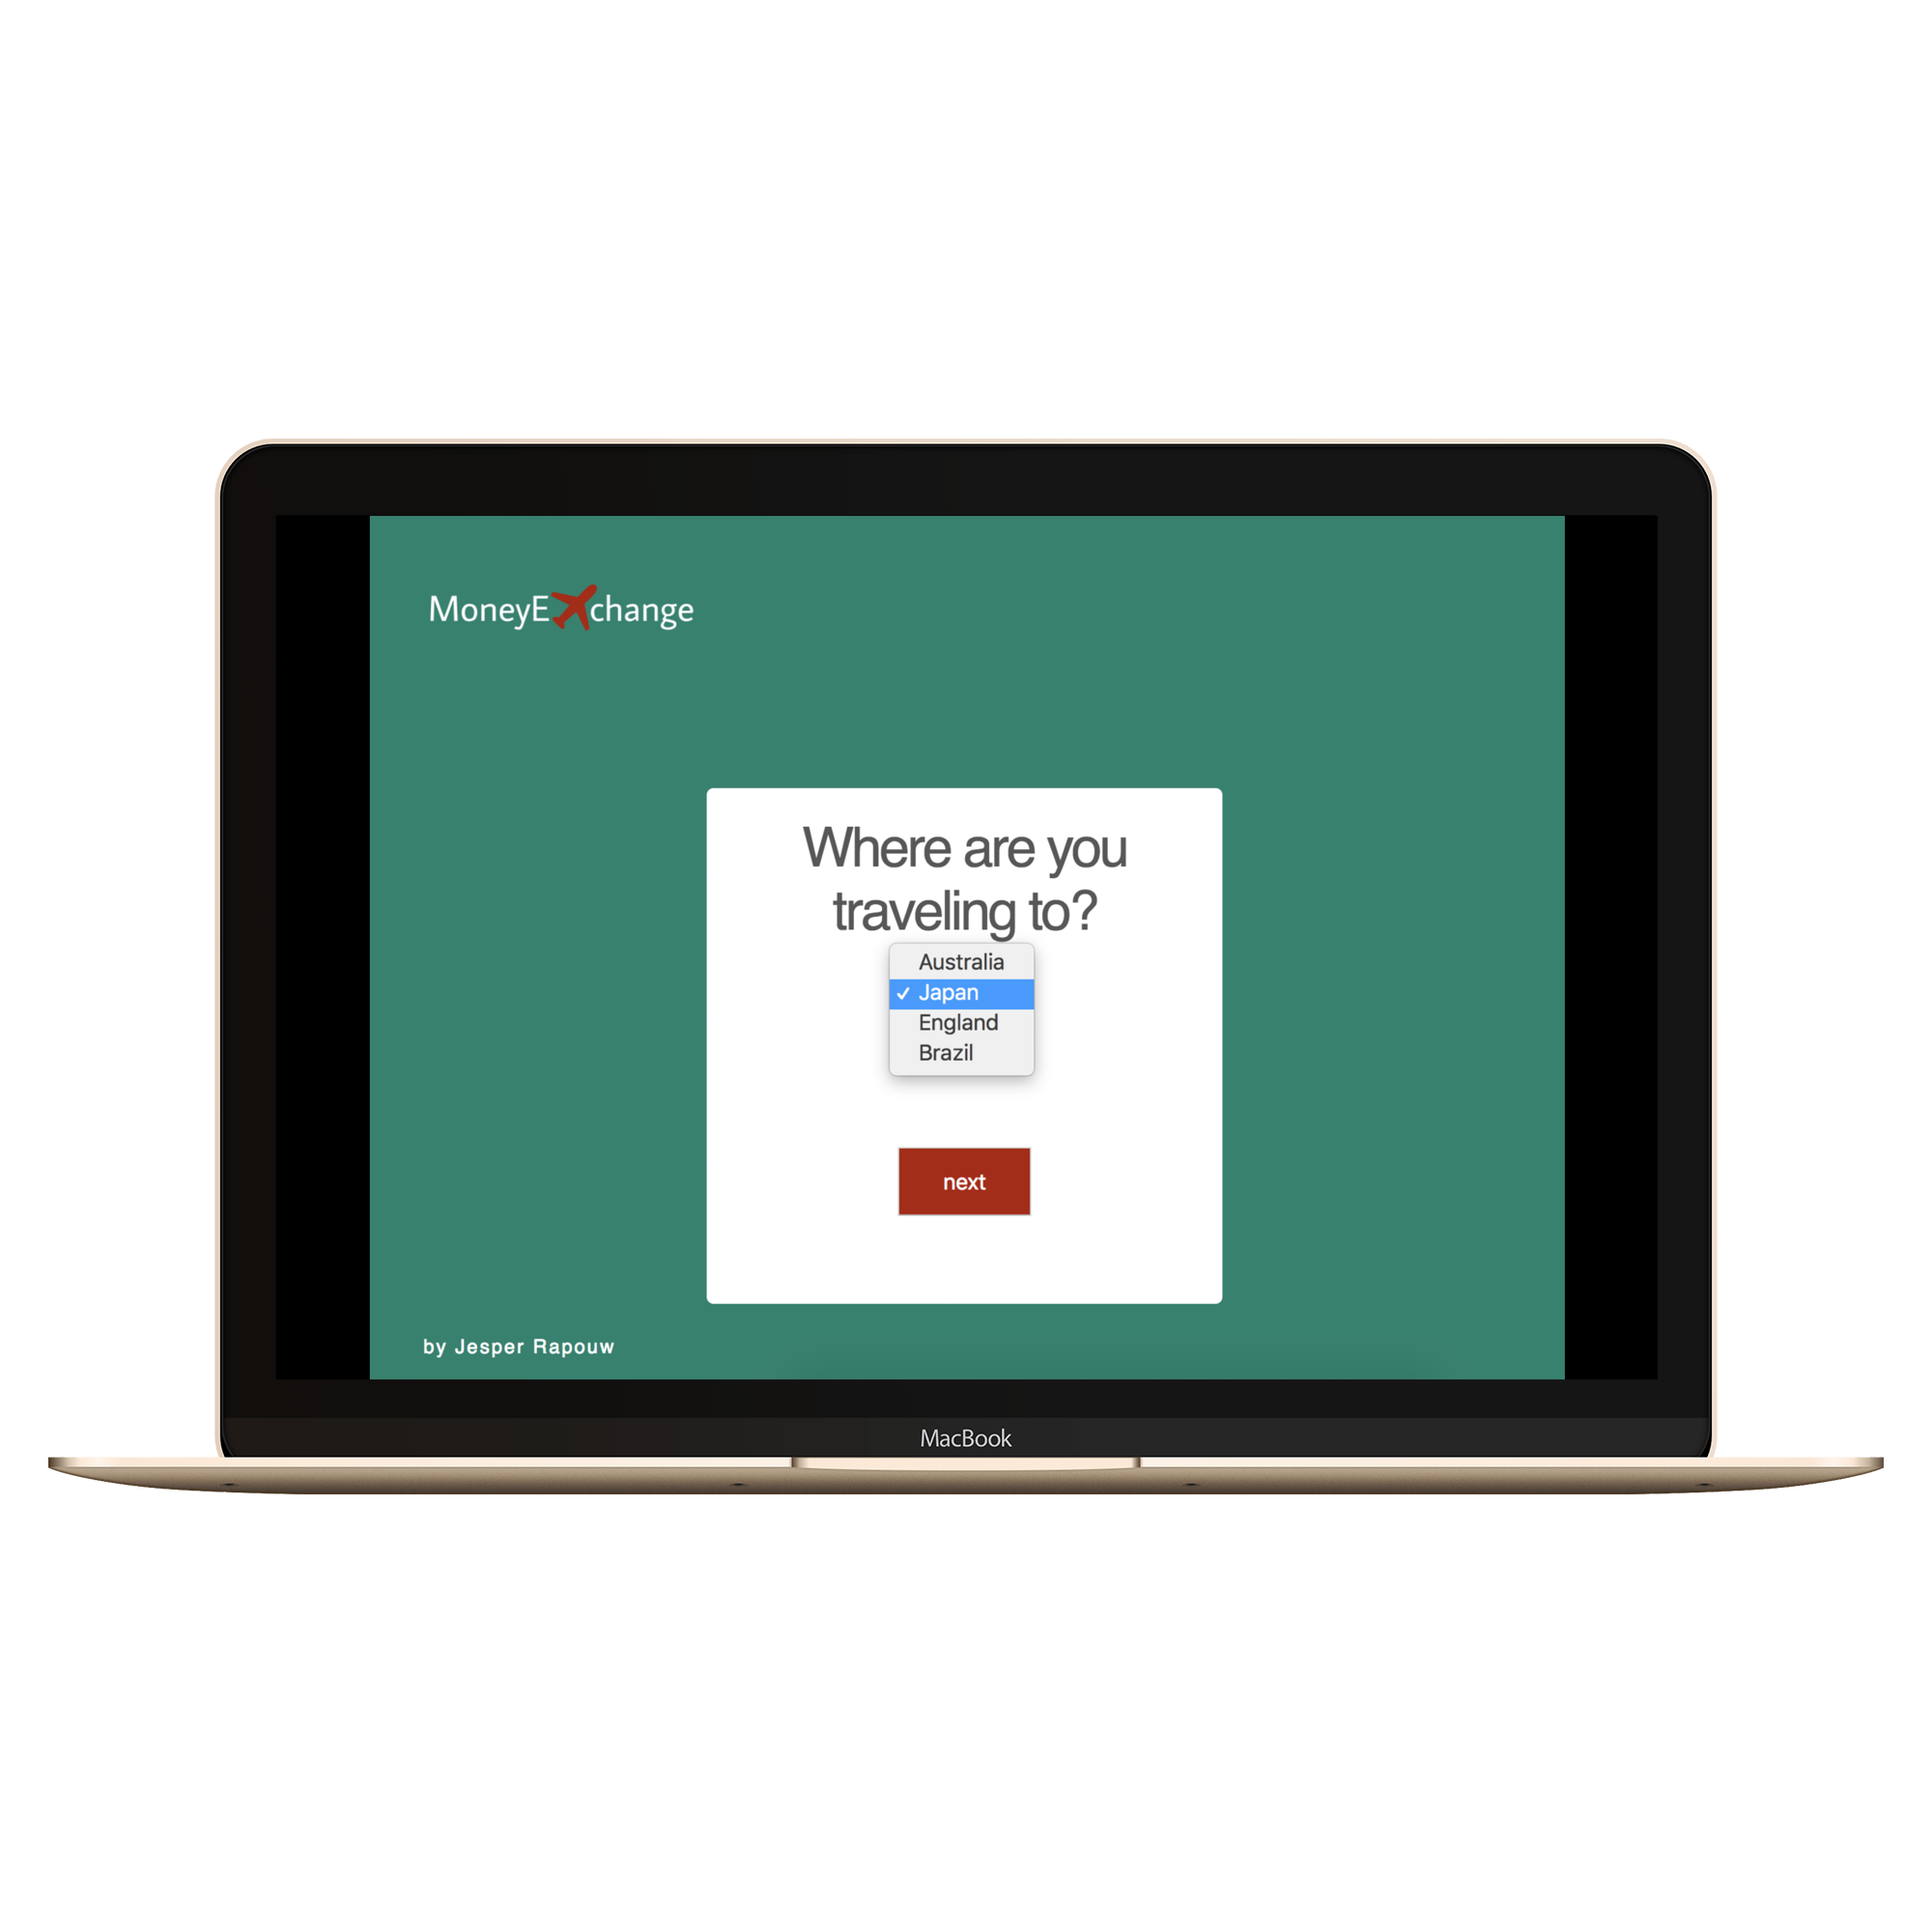 MoneyExchange
Where are you
traveling to?
Australia
✓ Japan
England
Brazil
next
by Jesper Rapouw
MacBook